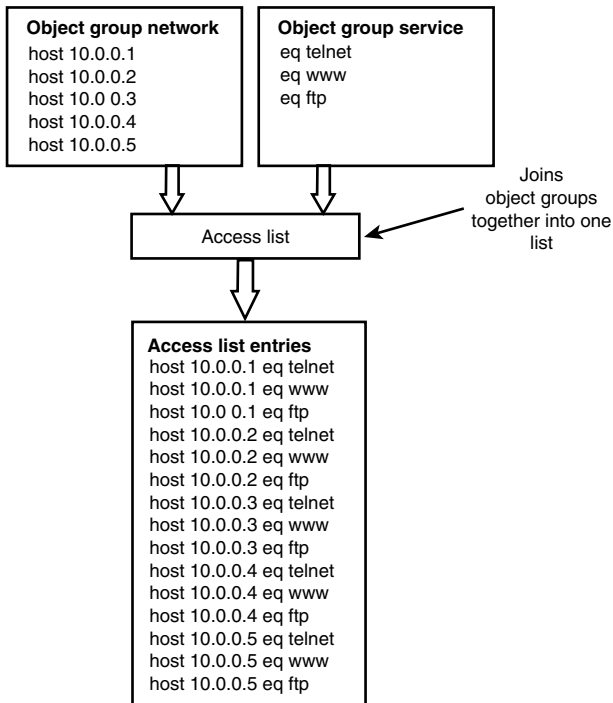 Object group network
host 10.0.0.1
host 10.0.0.2
host 10.0 0.3
host 10.0.0.4
host 10.0.0.5
Object group service
eq telnet
eq www
eq ftp
Joins
object groups
together into one
list
Access list
Access list entries
host 10.0.0.1 eq telnet
host 10.0.0.1 eq www
host 10.0 0.1 eq ftp
host 10.0.0.2 eq telnet
host 10.0.0.2 eq www
host 10.0.0.2 eq ftp
host 10.0.0.3 eq telnet
host 10.0.0.3 eq www
host 10.0.0.3 eq ftp
host 10.0.0.4 eq telnet
host 10.0.0.4 eq www
host 10.0.0.4 eq ftp
host 10.0.0.5 eq telnet
host 10.0.0.5 eq www
host 10.0.0.5 eq ftp